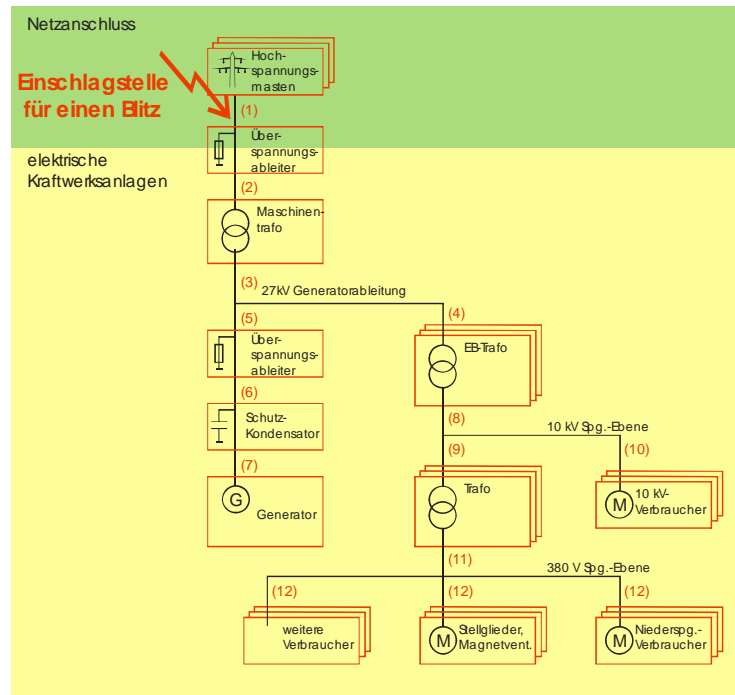 Netzanschluss
Hoch-
spannungs-
masten
Einschlagstelle
für einen Blitz
(1)
Über-
spannungs-
ableiter
elektrische
Kraftwerksanlagen
(2)
Maschinen-
trafo
(3)
27kV Generatorableitung
(4)
(5)
Über-
spannungs-
ableiter
EB-Trafo
(6)
Schutz-
Kondensator
(8)
10 kV Spg.-Ebene
(7)
(9)
(10)
G
Generator
Trafo
M
10 kV-
Verbraucher
(11)
380 V Spg.-Ebene
(12)
(12)
(12)
weitere
Verbraucher
M
Stellglieder,
Magnetvent.
M
Niederspg.-
Verbraucher